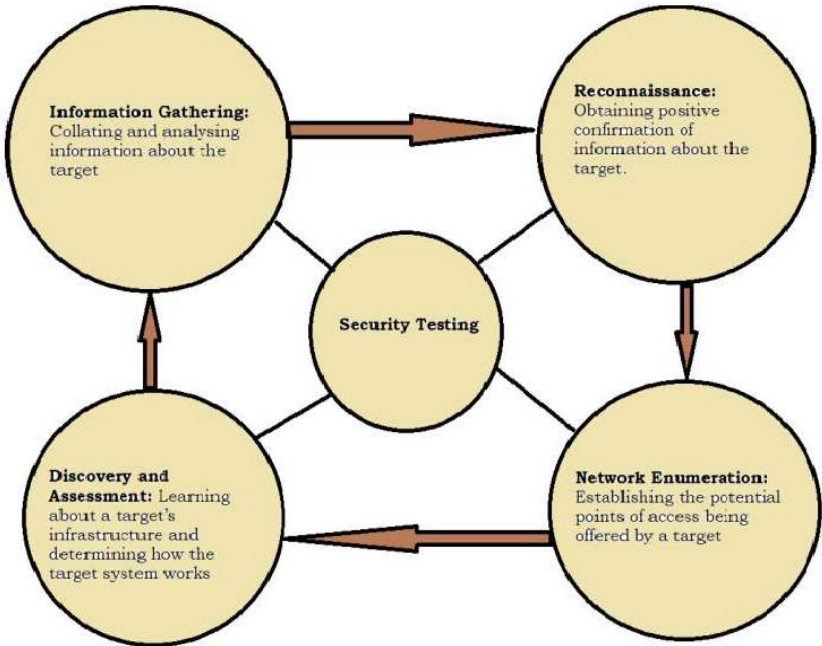 Information Gathering:
Collating and analysing
information about the
target
Reconnaissance:
Obtaining positive
confirmation of
information about the
target.
Security Testing
Discovery and
Assessment: Learning
about a target's
infrastructure and
determining how the
target system works
Network Enumeration:
Establishing the potential
points of access being
offered by a target